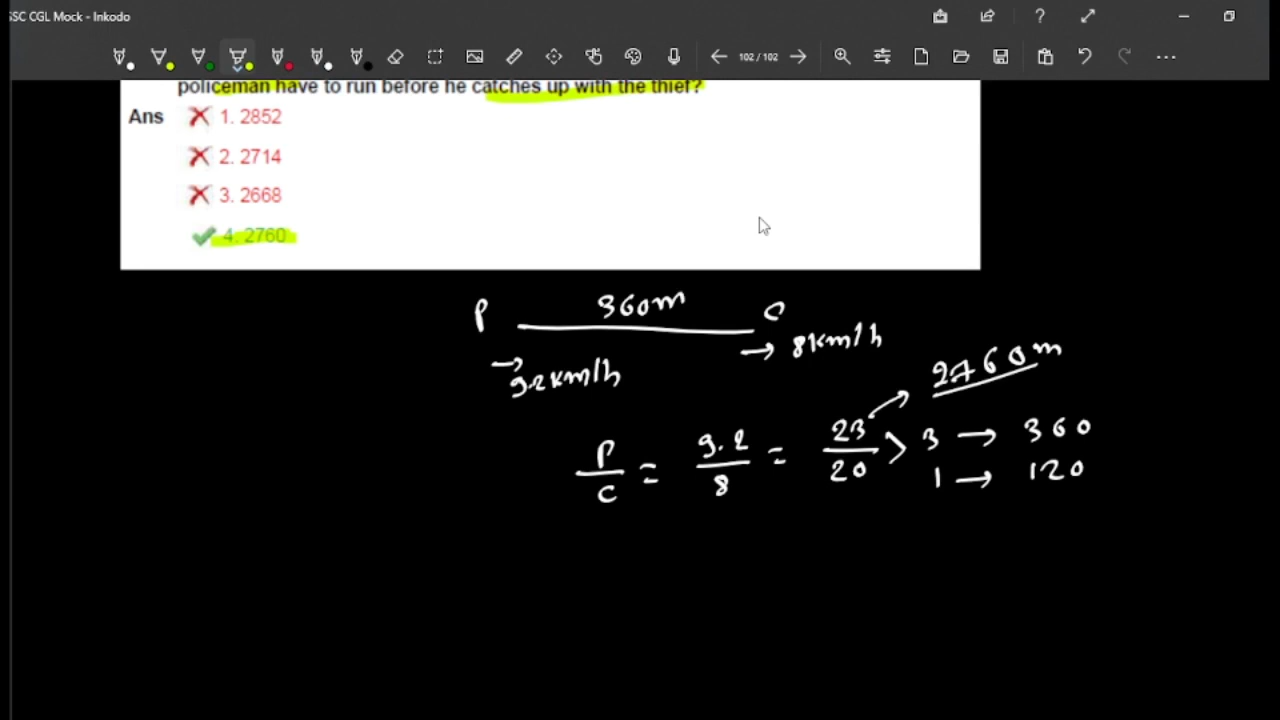 SSC CGL Mock - Inkodo
102 / 102
policeman have to run before he catches up with the thief?
Ans 1. 2852
2. 2714
3. 2668
4. 2760
P 360m C
→ 9.2km/h → 8km/h
2760m
P/C = 9.2/8 = 23/20 > 3 → 360
1 → 120